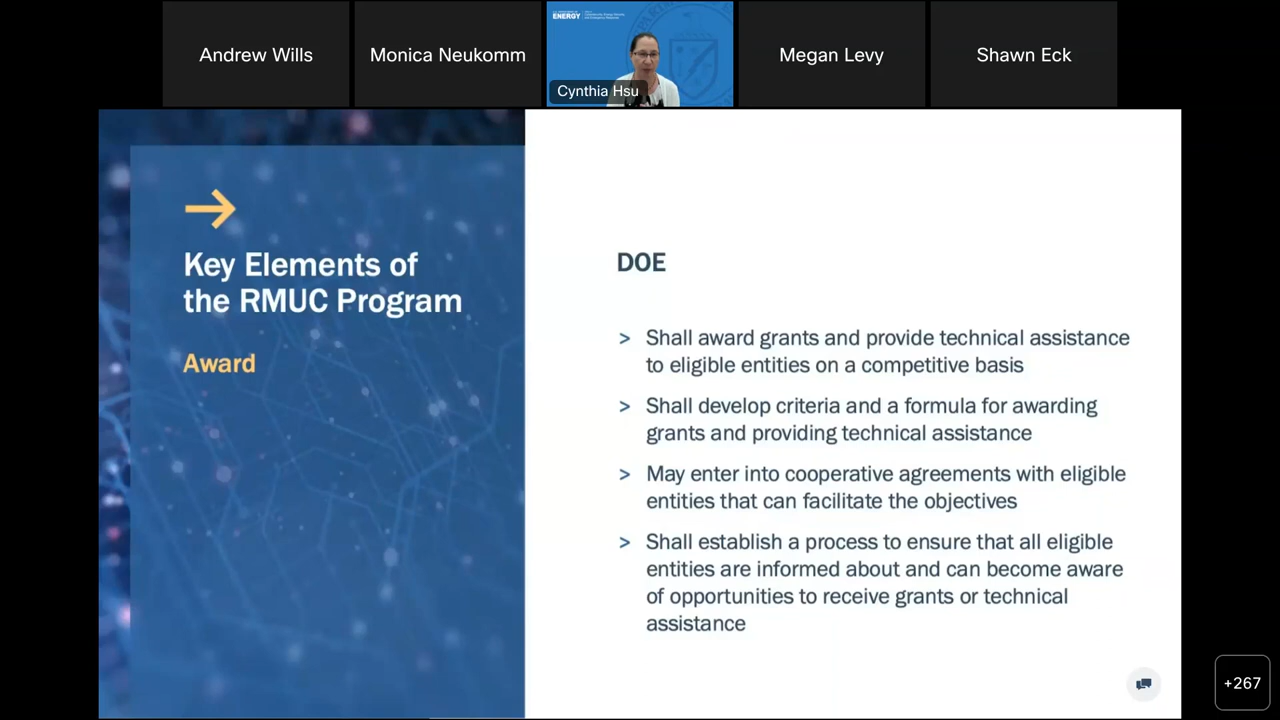 Andrew Wills
Monica Neukomm
ENERGY
Cynthia Hsu
Megan Levy
Shawn Eck
Key Elements of
the RMUC Program
Award
DOE
> Shall award grants and provide technical assistance
to eligible entities on a competitive basis
> Shall develop criteria and a formula for awarding
grants and providing technical assistance
> May enter into cooperative agreements with eligible
entities that can facilitate the objectives
> Shall establish a process to ensure that all eligible
entities are informed about and can become aware
of opportunities to receive grants or technical
assistance
+267